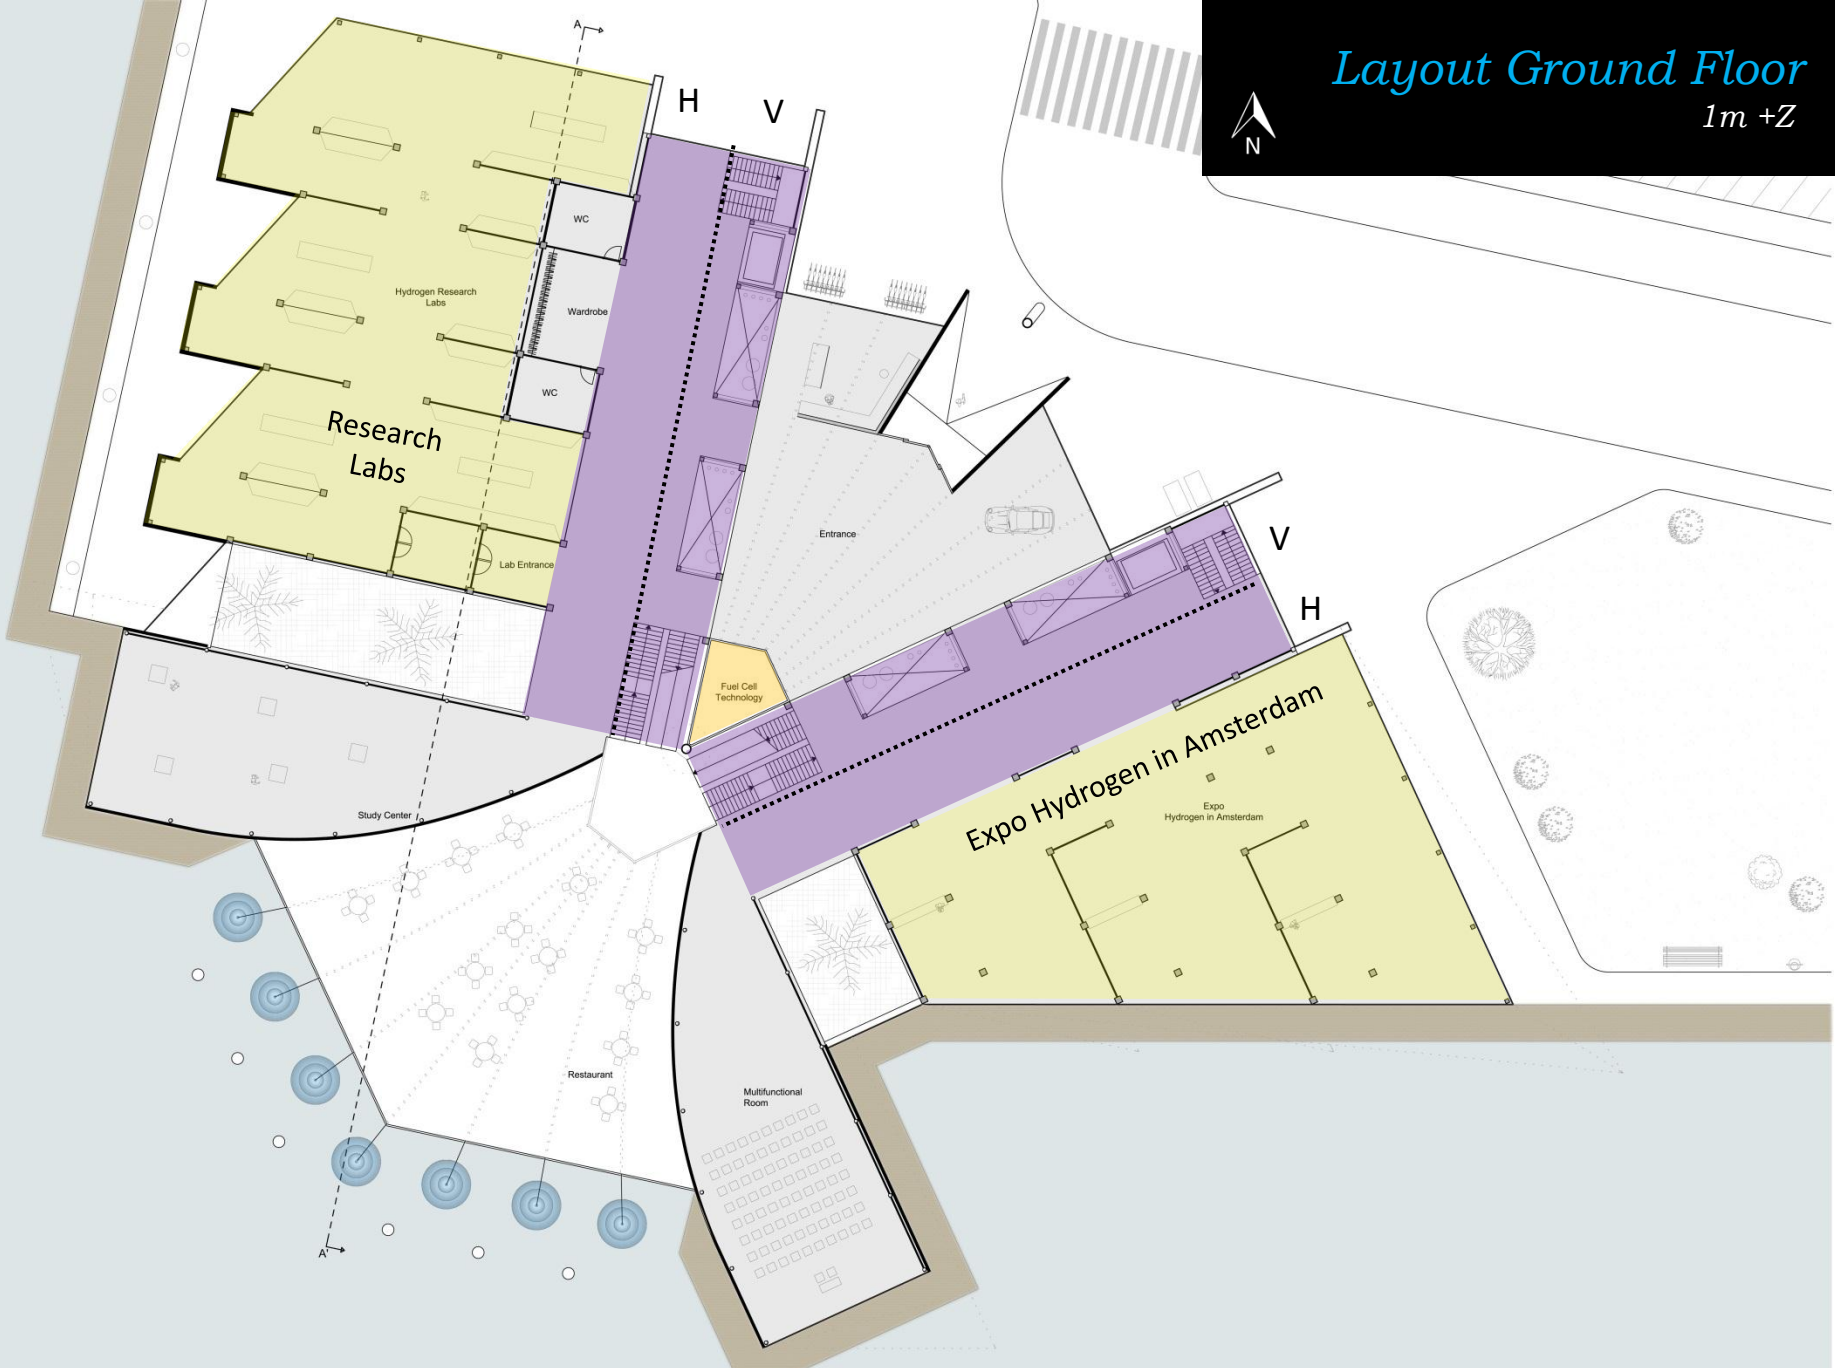 Layout Ground Floor
1m +Z
N
A
H
V
WC
Hydrogen Research
Labs
Wardrobe
WC
Research
Labs
Lab Entrance
Entrance
V
H
Fuel Cell
Technology
Expo Hydrogen in Amsterdam
Expo
Hydrogen in Amsterdam
Study Center
Restaurant
Multifunctional
Room
A'